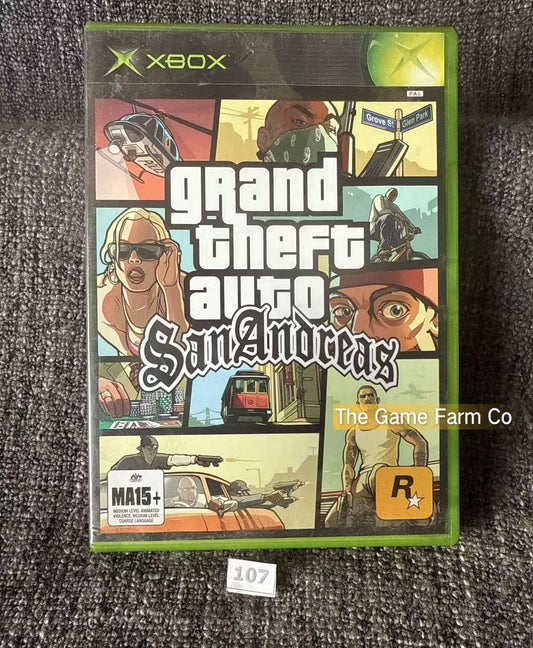 XBOX
PAL
Grove St
Glen Park
grand
theft
auto
San Andreas
The Game Farm Co
MA15+
MEDIUM LEVEL ANIMATED
VIOLENCE, MEDIUM LEVEL
COARSE LANGUAGE
R
107